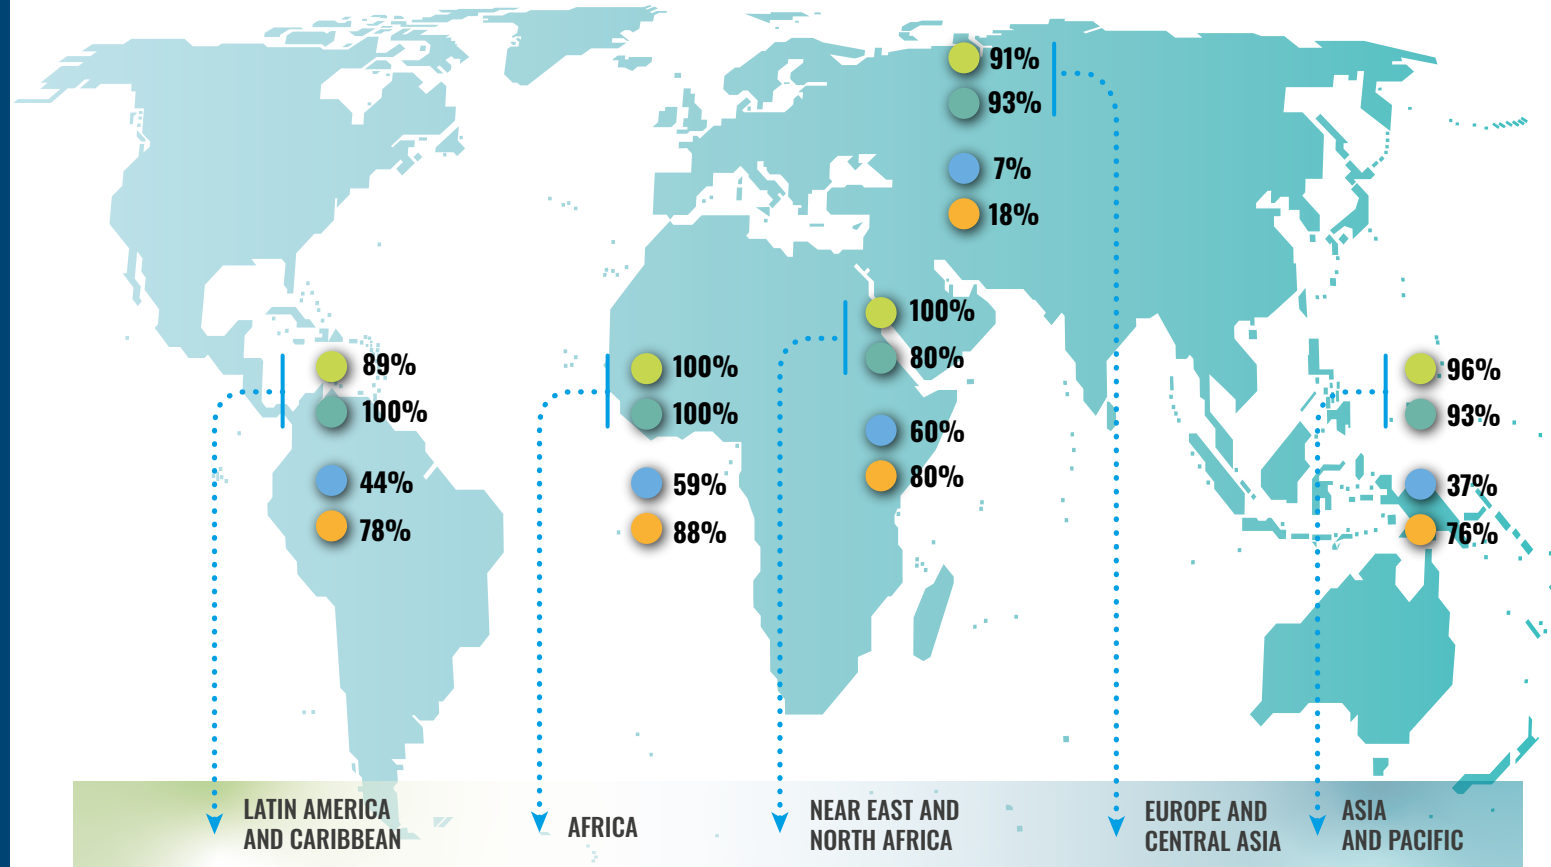 91%
93%
7%
18%
100%
80%
60%
80%
89%
100%
44%
78%
100%
100%
59%
88%
96%
93%
37%
76%
LATIN AMERICA
AND CARIBBEAN
AFRICA
NEAR EAST AND
NORTH AFRICA
EUROPE AND
CENTRAL ASIA
ASIA
AND PACIFIC